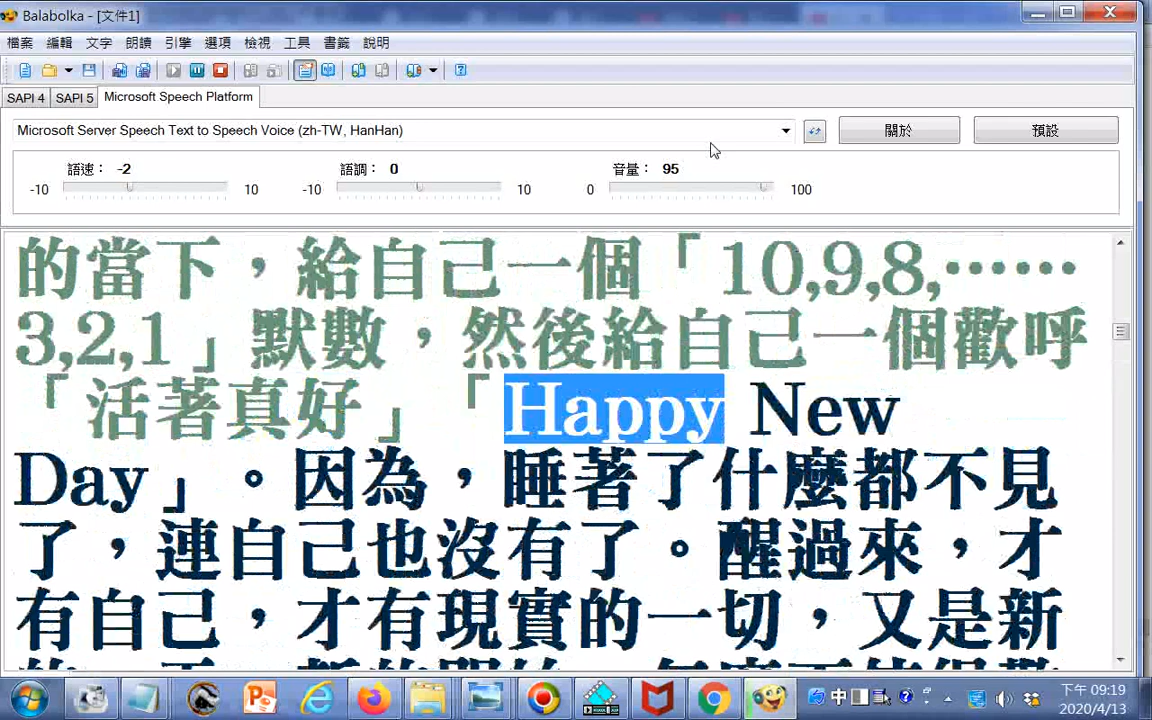 Balabolka - [文件1]
檔案 編輯 文字 朗讀 引擎 選項 檢視 工具 書籤 說明
SAPI 4 SAPI 5 Microsoft Speech Platform
Microsoft Server Speech Text to Speech Voice (zh-TW, HanHan) 關於 預設
語速： -2 語調： 0 音量： 95
-10 10 -10 10 0 100
的當下，給自己一個「10,9,8,⋯⋯
3,2,1」默數，然後給自己一個歡呼
「活著真好」「Happy New
Day」。因為，睡著了什麼都不見
了，連自己也沒有了。醒過來，才
有自己，才有現實的一切，又是新
中
下午 09:19
2020/4/13